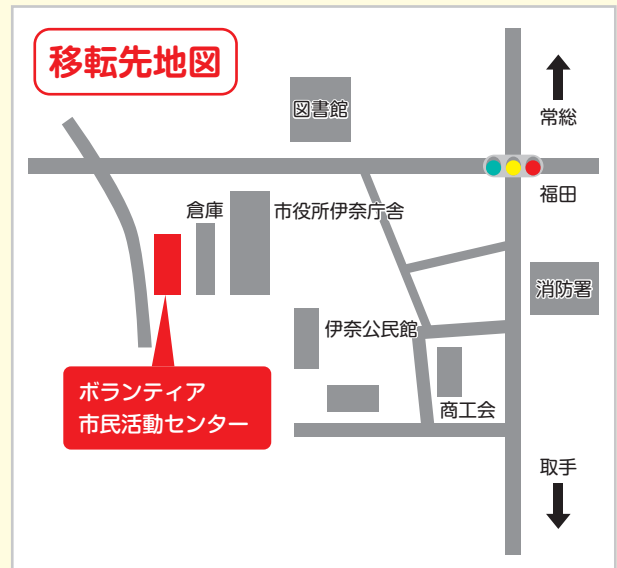 移転先地図
図書館
常総
福田
倉庫
市役所伊奈庁舎
消防署
伊奈公民館
ボランティア
市民活動センター
商工会
取手